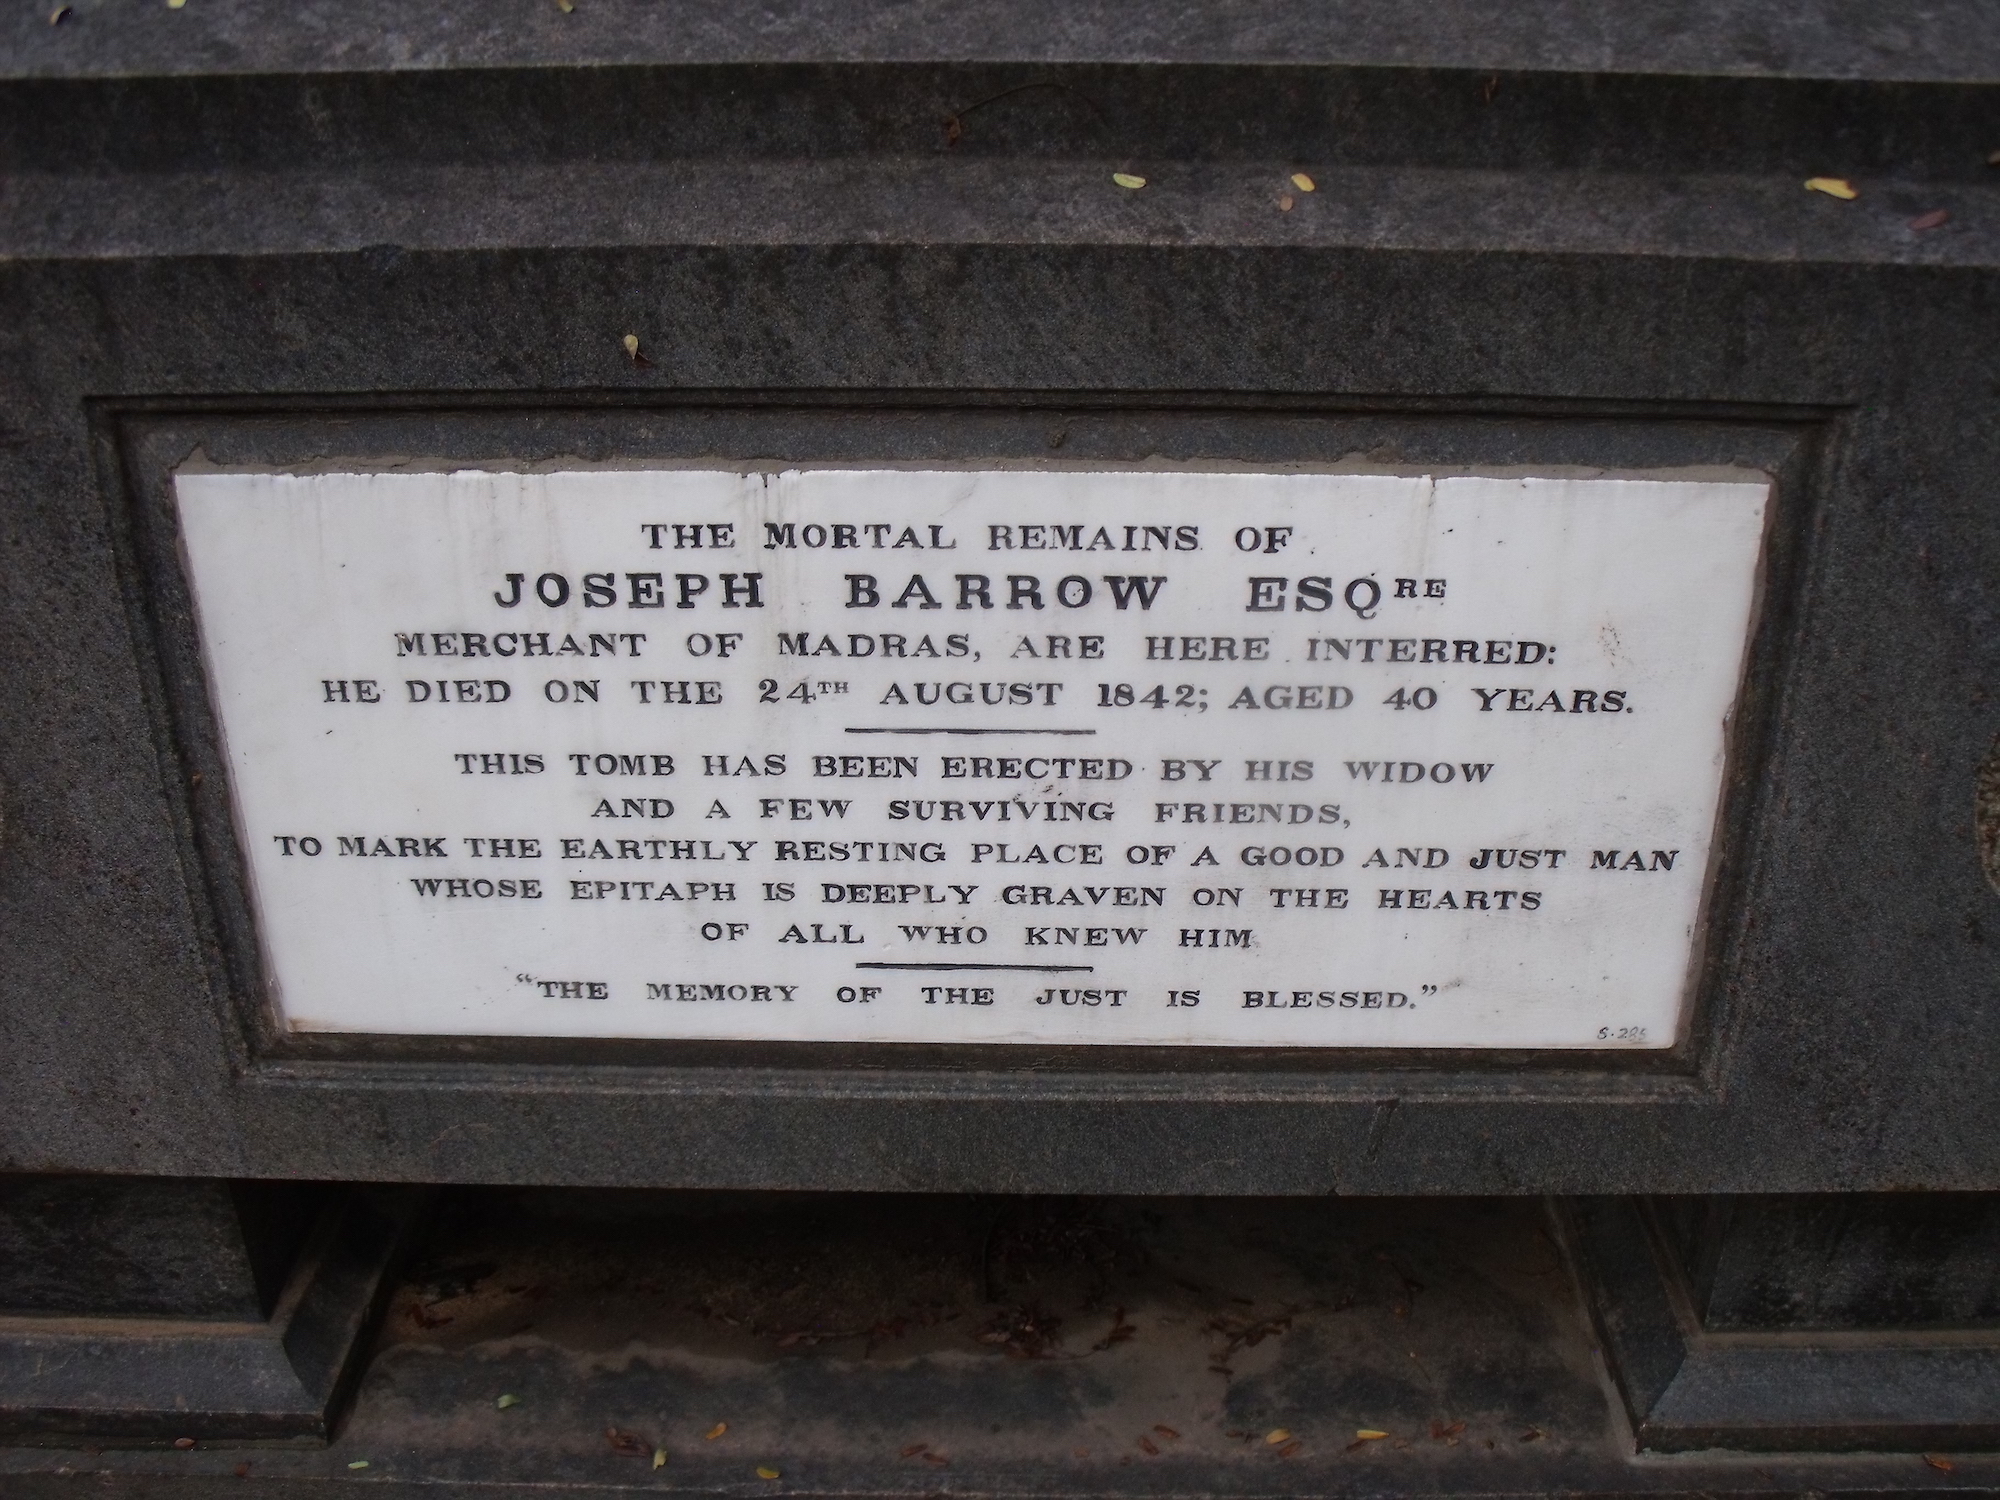 THE MORTAL REMAINS OF
JOSEPH BARROW ESQRE
MERCHANT OF MADRAS, ARE HERE INTERRED:
HE DIED ON THE 24TH AUGUST 1842; AGED 40 YEARS.
THIS TOMB HAS BEEN ERECTED BY HIS WIDOW
AND A FEW SURVIVING FRIENDS,
TO MARK THE EARTHLY RESTING PLACE OF A GOOD AND JUST MAN
WHOSE EPITAPH IS DEEPLY GRAVEN ON THE HEARTS
OF ALL WHO KNEW HIM
"THE MEMORY OF THE JUST IS BLESSED."